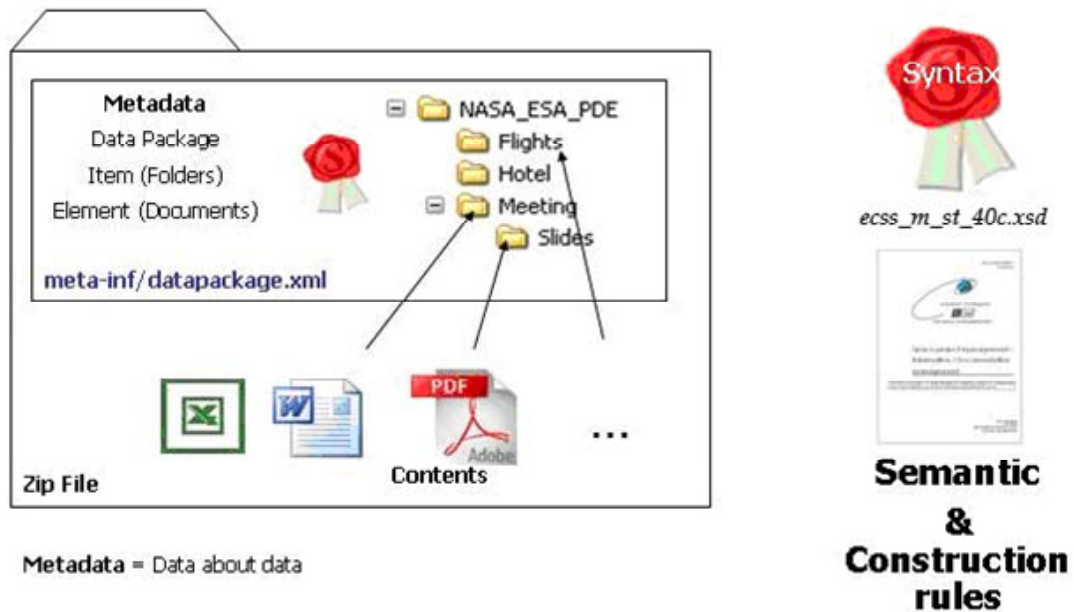 Metadata
Data Package
Item (Folders)
Element (Documents)
meta-inf/datapackage.xml
S
NASA_ESA_PDE
Flights
Hotel
Meeting
Slides
W
PDF
Adobe
...
Contents
Zip File
Metadata = Data about data
Syntax
ecss_m_st_40c.xsd
Semantic
&
Construction
rules